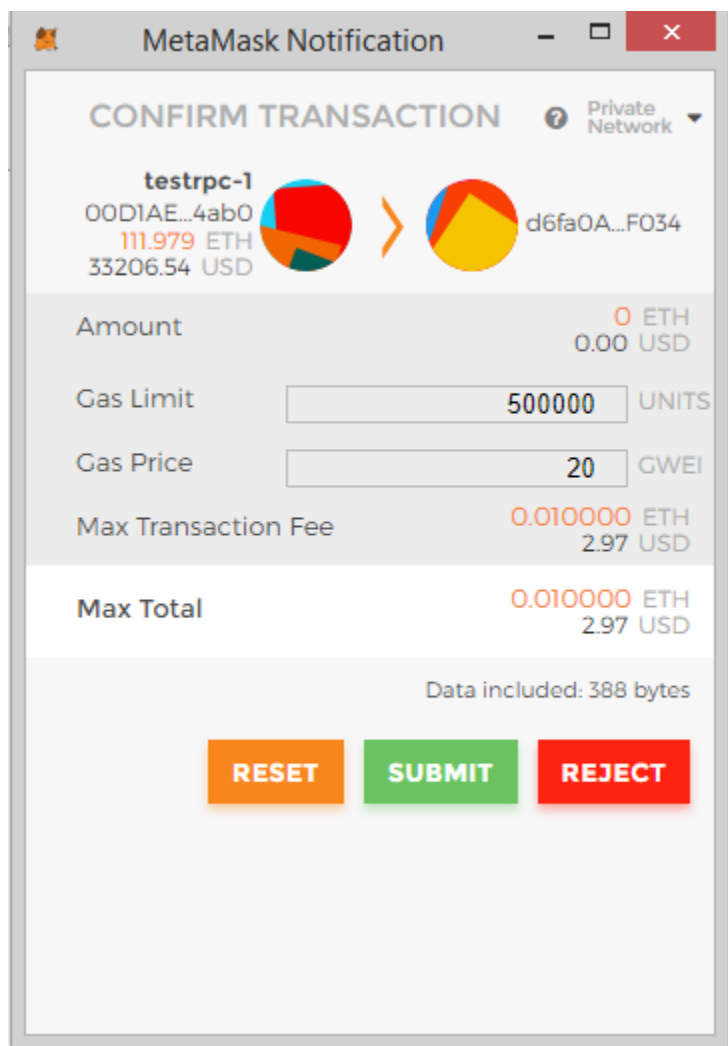 MetaMask Notification
CONFIRM TRANSACTION
Private
Network
testrpc-1
00D1AE...4ab0
111.979 ETH
33206.54 USD
d6fa0A...F034
Amount
0 ETH
0.00 USD
Gas Limit
500000 UNITS
Gas Price
20 GWEI
Max Transaction Fee
0.010000 ETH
2.97 USD
Max Total
0.010000 ETH
2.97 USD
Data included: 388 bytes
RESET
SUBMIT
REJECT